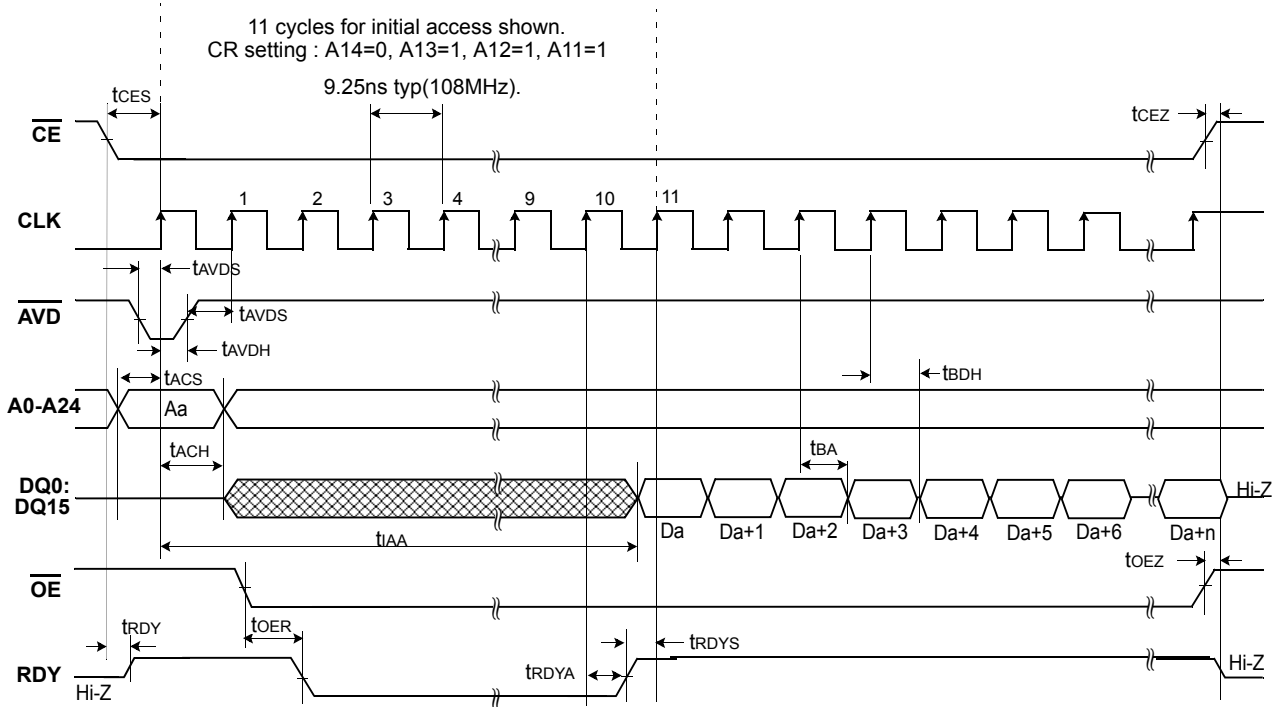 11 cycles for initial access shown.
CR setting : A14=0, A13=1, A12=1, A11=1
9.25ns typ(108MHz).
tCES
tCEZ
CE
1 2 3 4 9 10 11
CLK
tAVDS
AVD
tAVDS
tAVDH
tACS
tBDH
A0-A24
Aa
tACH
tBA
DQ0:
DQ15
Hi-Z
Da Da+1 Da+2 Da+3 Da+4 Da+5 Da+6 Da+n
tIAA
tOEZ
OE
tRDY
tOER
tRDYS
tRDYA
RDY
Hi-Z
Hi-Z